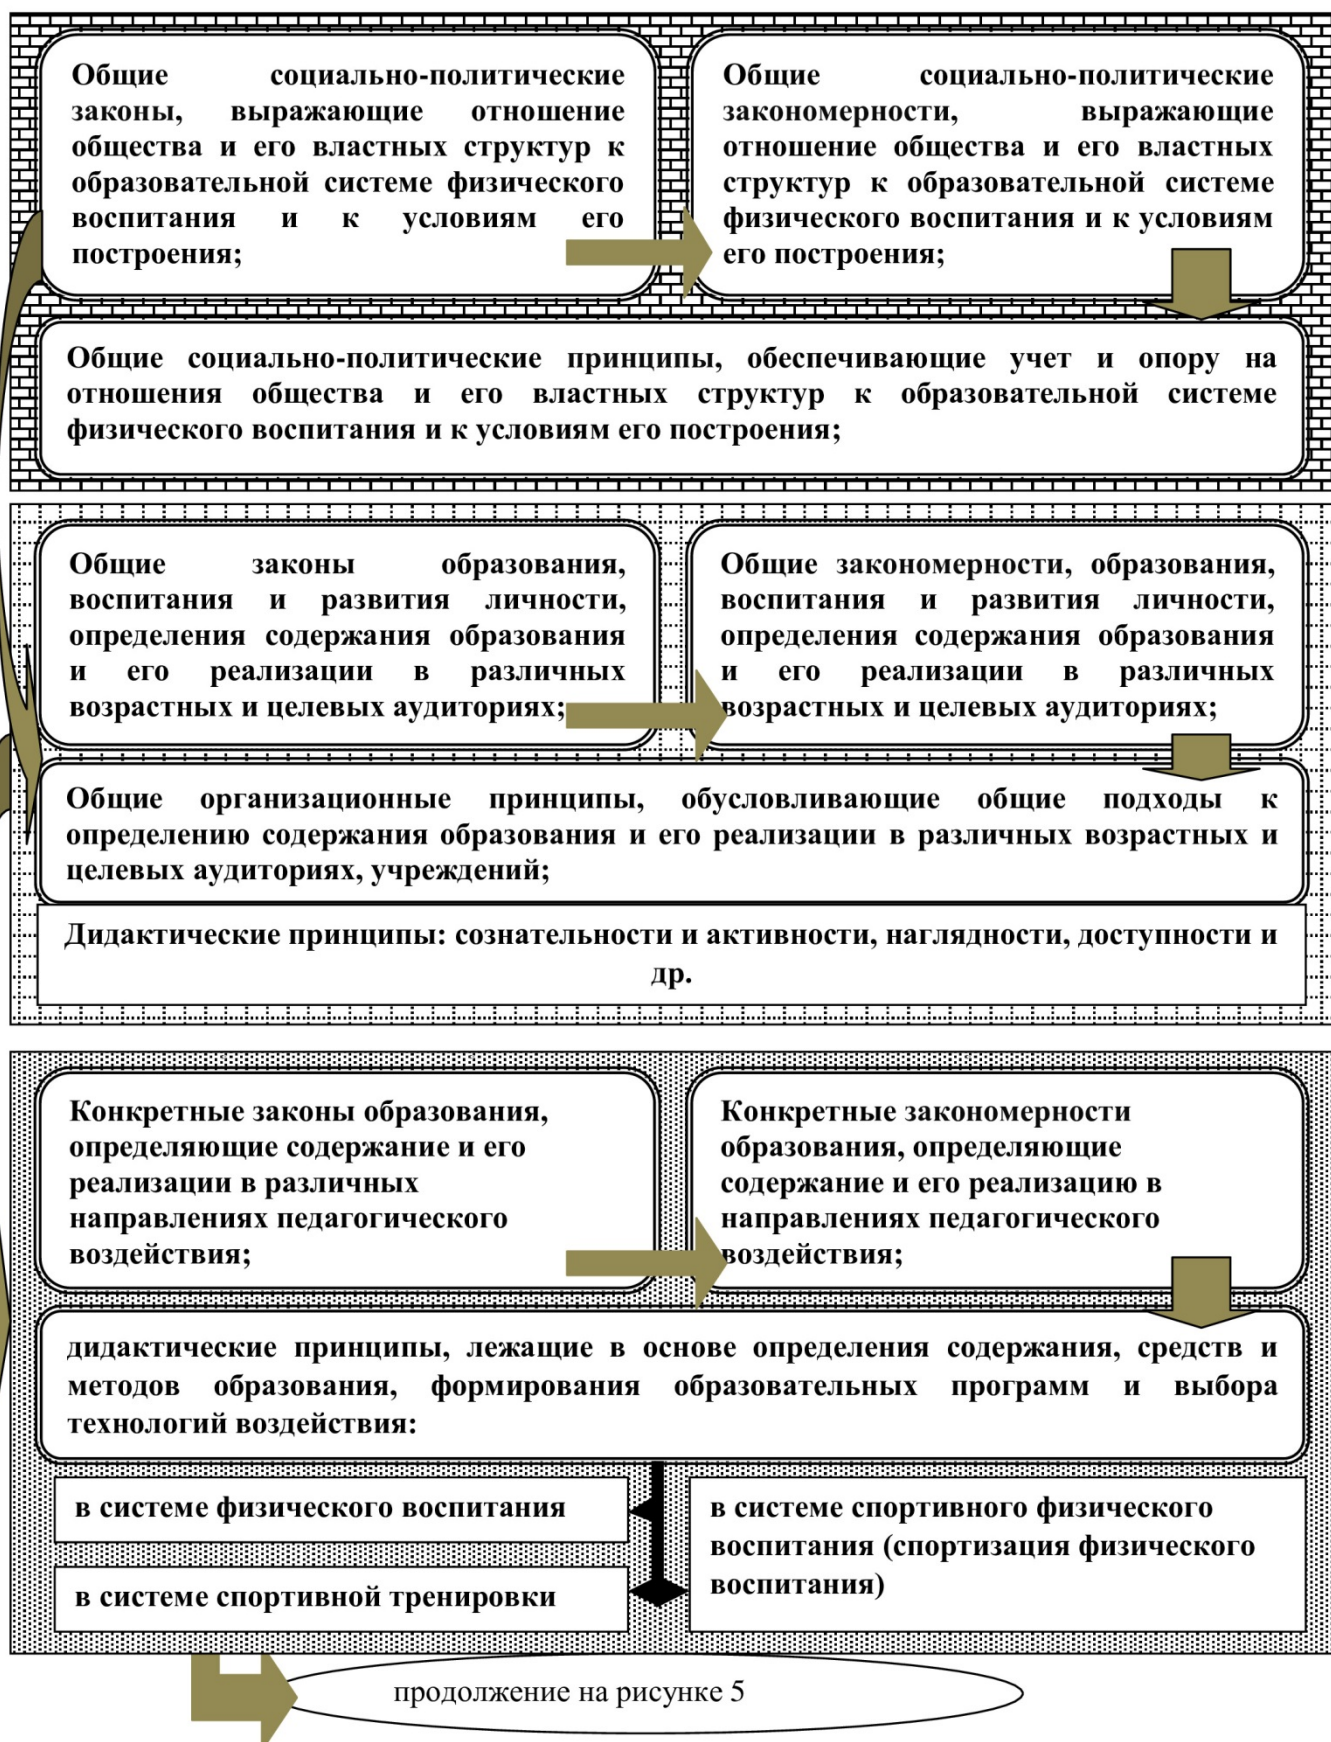 Общие социально-политические
законы, выражающие отношение
общества и его властных структур к
образовательной системе физического
воспитания и к условиям его
построения;
Общие социально-политические
закономерности, выражающие
отношение общества и его властных
структур к образовательной системе
физического воспитания и к условиям
его построения;
Общие социально-политические принципы, обеспечивающие учет и опору на
отношения общества и его властных структур к образовательной системе
физического воспитания и к условиям его построения;
Общие законы образования,
воспитания и развития личности,
определения содержания образования
и его реализации в различных
возрастных и целевых аудиториях;
Общие закономерности, образования,
воспитания и развития личности,
определения содержания образования
и его реализации в различных
возрастных и целевых аудиториях;
Общие организационные принципы, обусловливающие общие подходы к
определению содержания образования и его реализации в различных возрастных и
целевых аудиториях, учреждений;
Дидактические принципы: сознательности и активности, наглядности, доступности и
др.
Конкретные законы образования,
определяющие содержание и его
реализации в различных
направлениях педагогического
воздействия;
Конкретные закономерности
образования, определяющие
содержание и его реализацию в
направлениях педагогического
воздействия;
дидактические принципы, лежащие в основе определения содержания, средств и
методов образования, формирования образовательных программ и выбора
технологий воздействия:
в системе физического воспитания
в системе спортивной тренировки
в системе спортивного физического
воспитания (спортизация физического
воспитания)
продолжение на рисунке 5